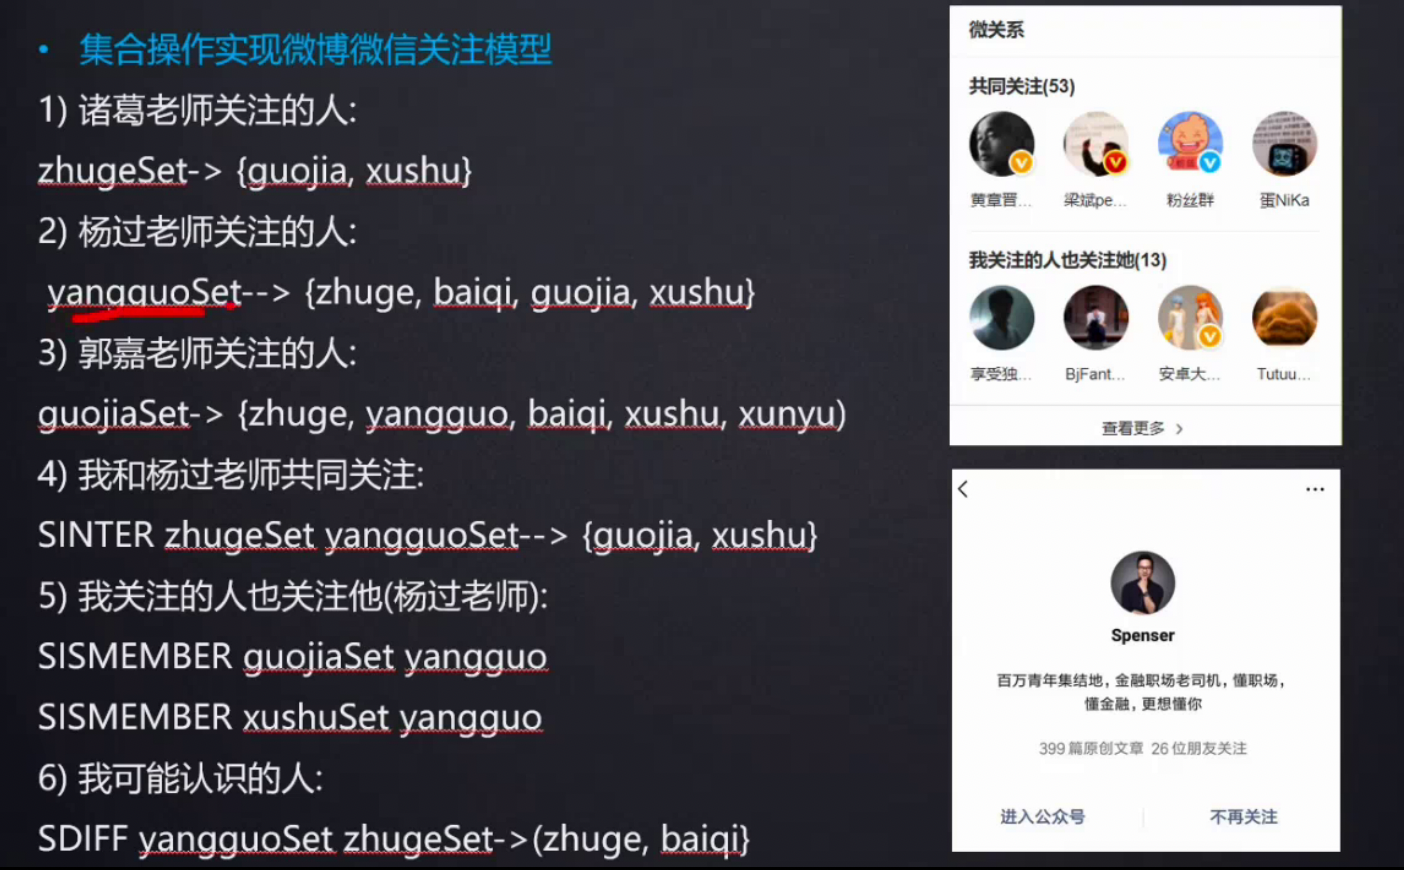 集合操作实现微博微信关注模型
1) 诸葛老师关注的人:
zhugeSet-> {guojia, xushu}
2) 杨过老师关注的人:
yangguoSet--> {zhuge, baiqi, guojia, xushu}
3) 郭嘉老师关注的人:
guojiaSet-> {zhuge, yangguo, baiqi, xushu, xunyu)
4) 我和杨过老师共同关注:
SINTER zhugeSet yangguoSet--> {guojia, xushu}
5) 我关注的人也关注他(杨过老师):
SISMEMBER guojiaSet yangguo
SISMEMBER xushuSet yangguo
6) 我可能认识的人:
SDIFF yangguoSet zhugeSet->(zhuge, baiqi}
微关系
共同关注(53)
黄章晋... 梁斌pe... 粉丝群 蛋NiKa
我关注的人也关注她(13)
享受独... BjFant... 安卓大... Tutuu...
查看更多 >
Spenser
百万青年集结地，金融职场老司机，懂职场，
懂金融，更想懂你
399篇原创文章 26位朋友关注
进入公众号 不再关注